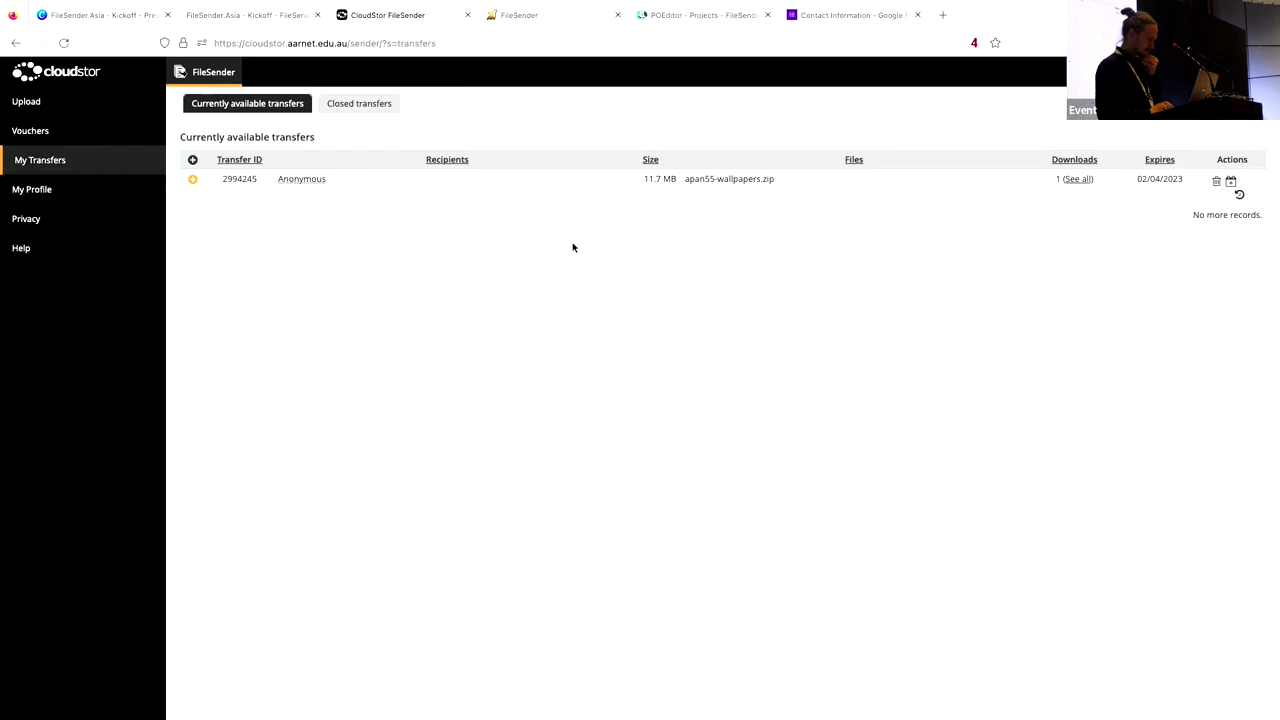 FileSender.Asia - Kickoff - Pres
FileSender.Asia - Kickoff - FileSen
CloudStor FileSender
FileSender
POEditor - Projects - FileSende
Contact Information - Google F
https://cloudstor.aarnet.edu.au/sender/?s=transfers
4
cloudstor
FileSender
Event
Upload
Vouchers
My Transfers
My Profile
Privacy
Help
Currently available transfers
Closed transfers
Currently available transfers
Transfer ID Recipients Size Files Downloads Expires Actions
2994245 Anonymous 11.7 MB apan55-wallpapers.zip 1 (See all) 02/04/2023
No more records.